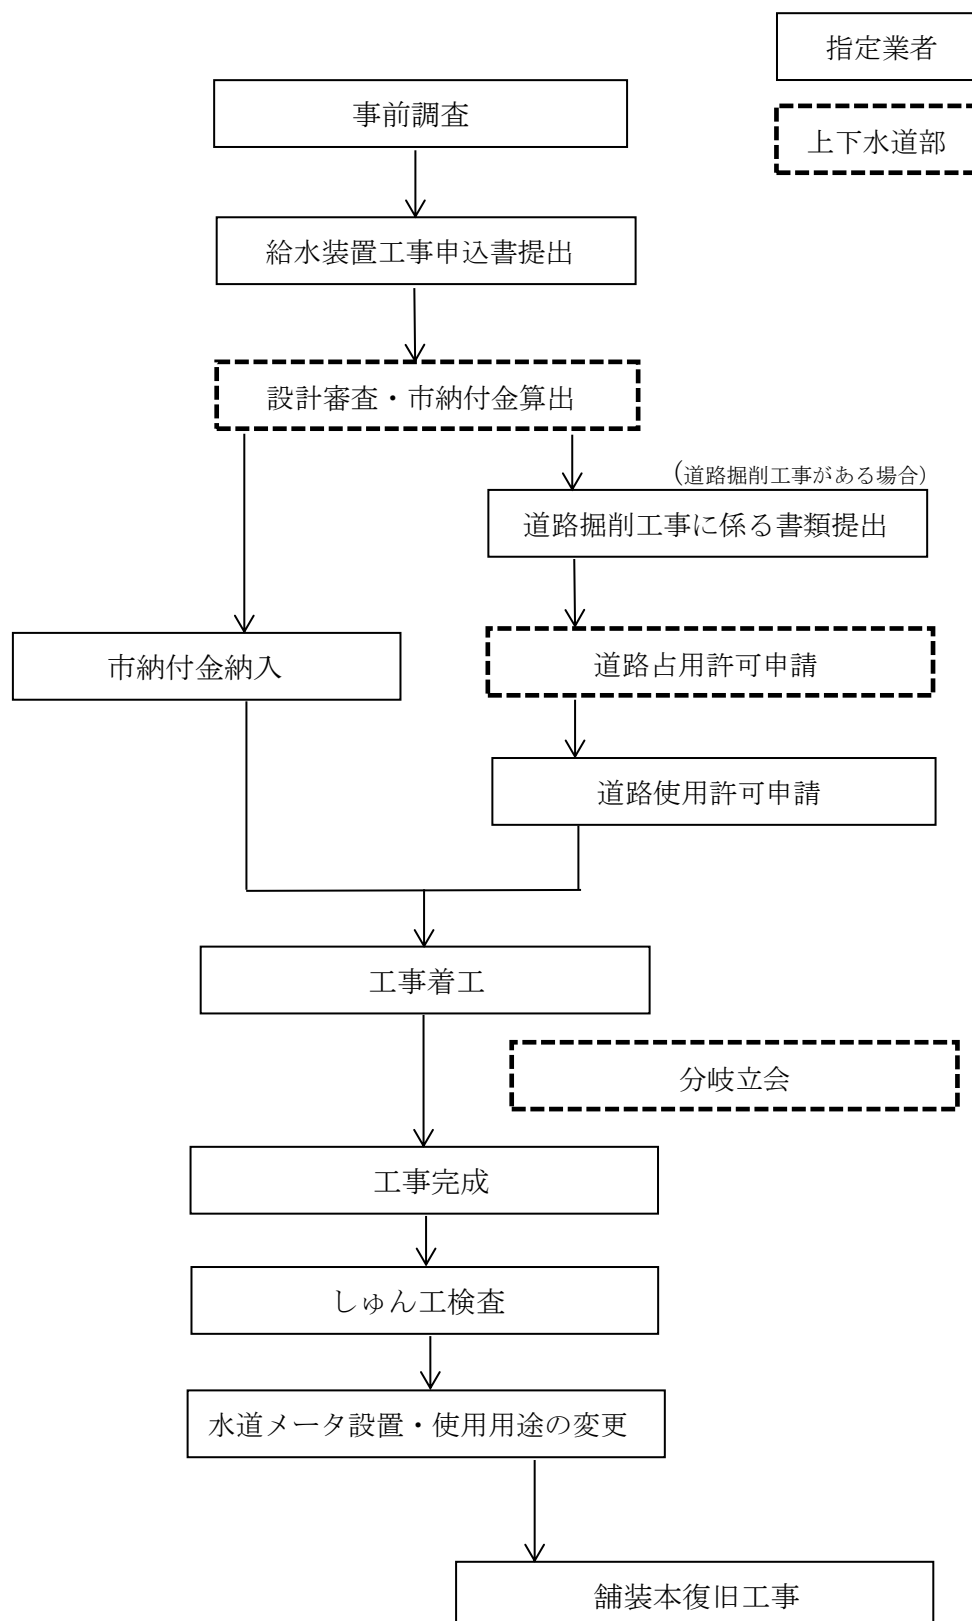 指定業者
事前調査
上下水道部
給水装置工事申込書提出
設計審査・市納付金算出
(道路掘削工事がある場合)
道路掘削工事に係る書類提出
市納付金納入
道路占用許可申請
道路使用許可申請
工事着工
分岐立会
工事完成
しゅん工検査
水道メータ設置・使用用途の変更
舗装本復旧工事